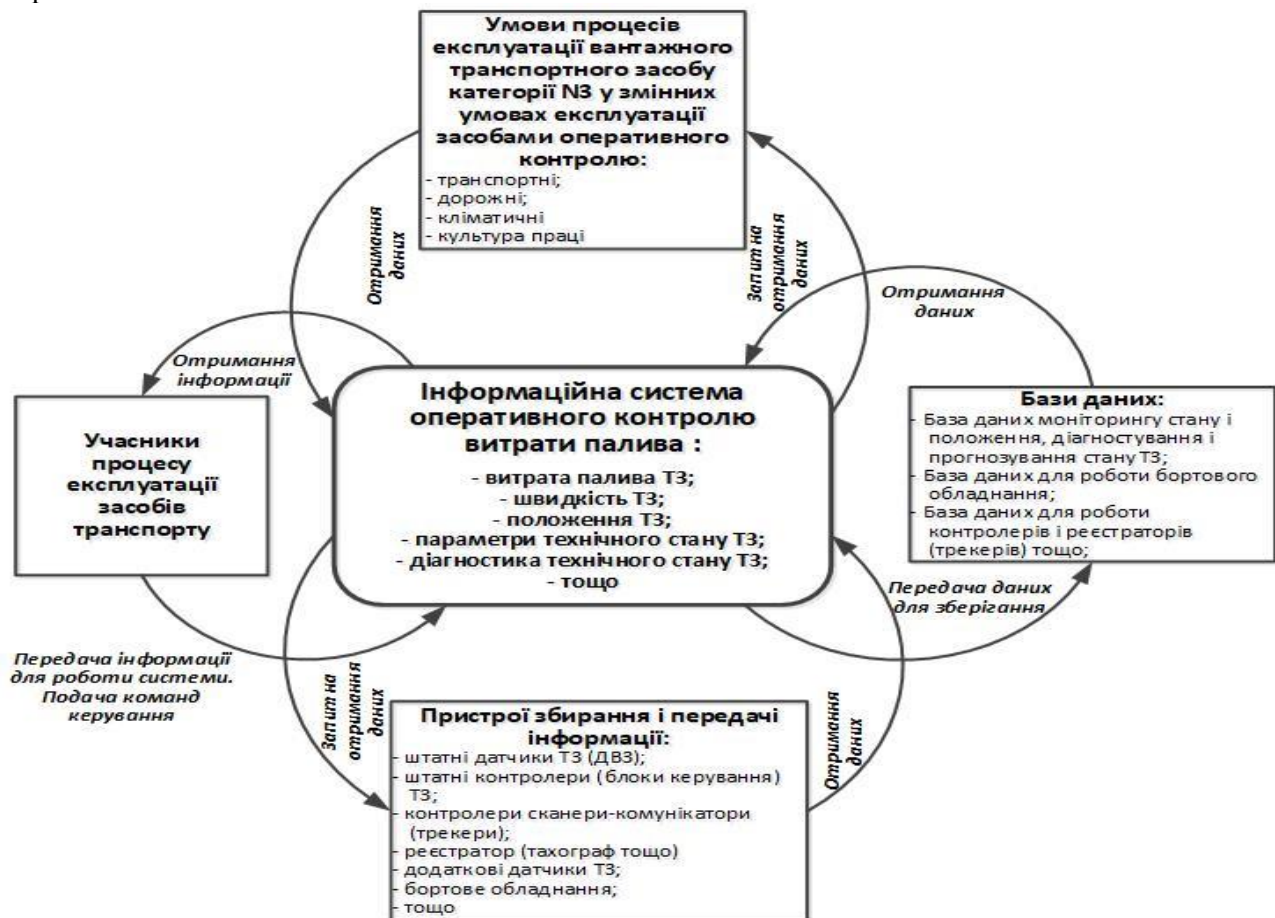 Умови процесів
експлуатації вантажного
транспортного засобу
категорії N3 у змінних
умовах експлуатації
засобами оперативного
контролю:
- транспортні;
- дорожні;
- кліматичні
- культура праці
Отримання
даних
Запит на
отримання
даних
Отримання
даних
Отримання
інформації
Учасники
процесу
експлуатації
засобів
транспорту
Інформаційна система
оперативного контролю
витрати палива :
- витрата палива ТЗ;
- швидкість ТЗ;
- положення ТЗ;
- параметри технічного стану ТЗ;
- діагностика технічного стану ТЗ;
- тощо
Бази даних:
- База даних моніторингу стану і
положення, діагностування і
прогнозування стану ТЗ;
- База даних для роботи бортового
обладнання;
- База даних для роботи
контролерів і реєстраторів
(трекерів) тощо;
Передача даних
для зберігання
Передача інформації
для роботи системи.
Подача команд
керування
Запит на
отримання
даних
Отримання
даних
Пристрої збирання і передачі
інформації:
- штатні датчики ТЗ (ДВЗ);
- штатні контролери (блоки керування)
ТЗ;
- контролери сканери-комунікатори
(трекери);
- реєстратор (тахограф тощо)
- додаткові датчики ТЗ;
- бортове обладнання;
- тощо